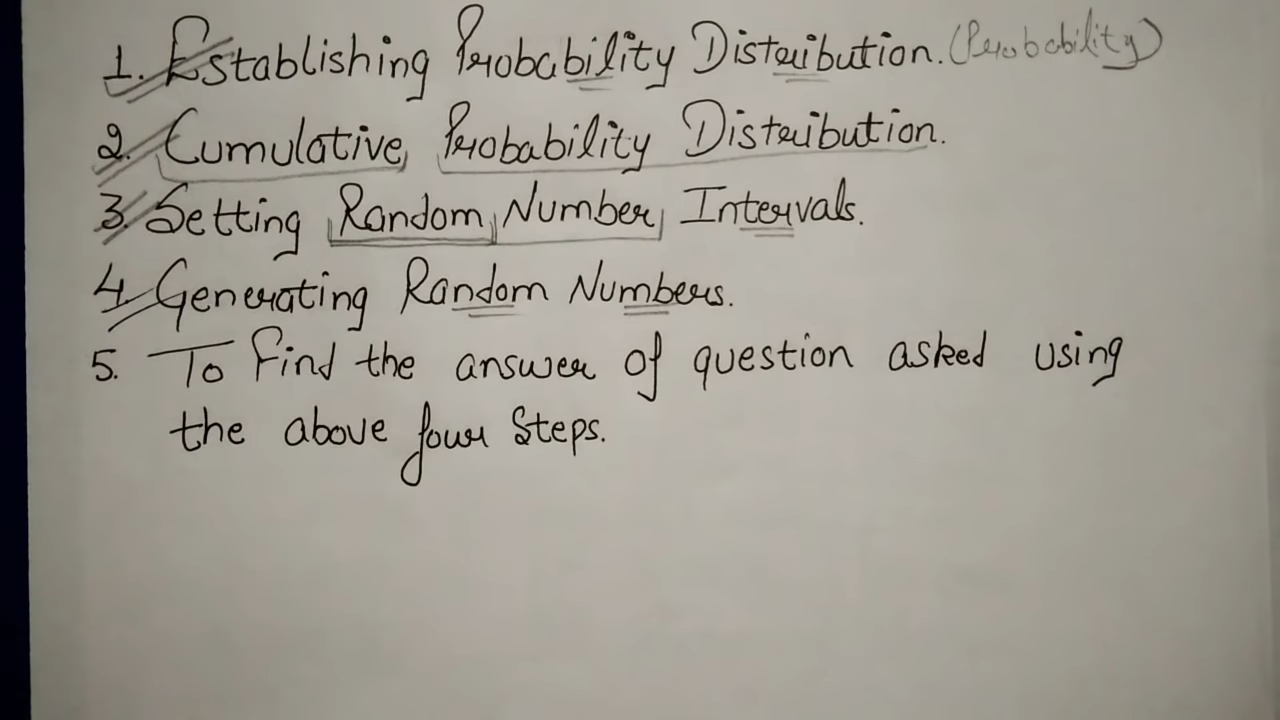 1. Establishing Probability Distribution. (Probability)
2. Cumulative Probability Distribution.
3. Setting Random Number Intervals.
4. Generating Random Numbers.
5. To Find the answer of question asked using
the above four Steps.